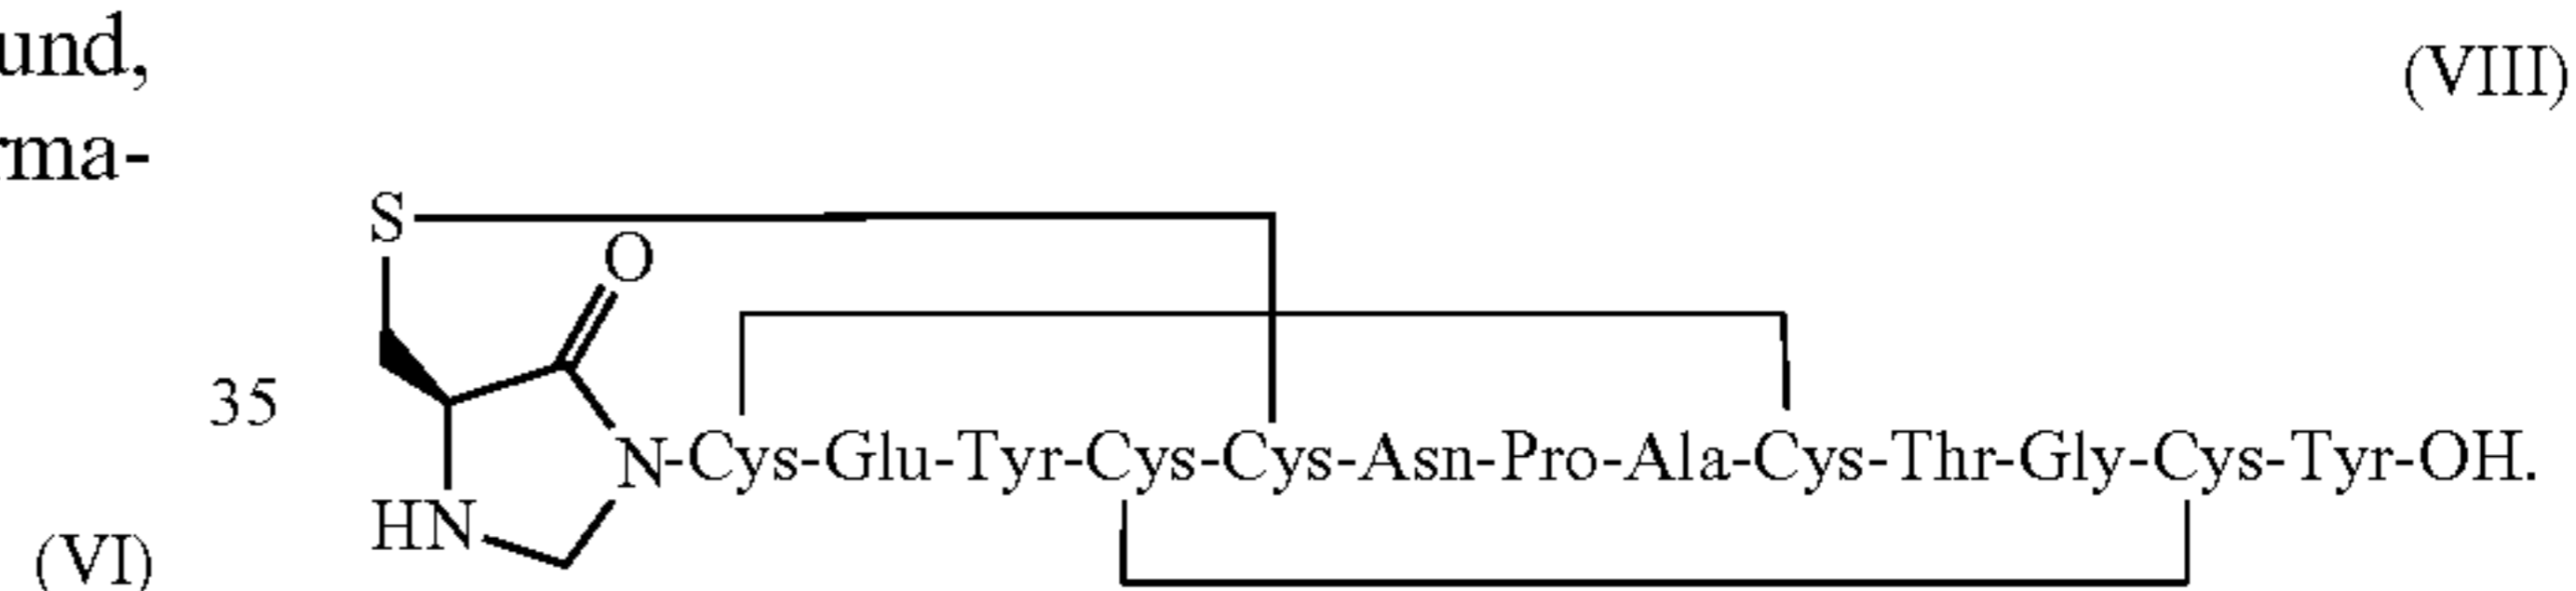 und,
(VIII)
rma-
S
O
35
N-Cys-Glu-Tyr-Cys-Cys-Asn-Pro-Ala-Cys-Thr-Gly-Cys-Tyr-OH.
HN
(VI)